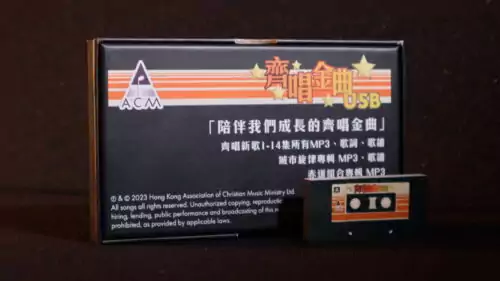 ACM
齊唱金曲
USB
「陪伴我們成長的齊唱金曲」
齊唱新歌1-14集所有MP3、歌詞、歌譜
城市旋律專輯 MP3、歌譜
赤道組合專輯 MP3
℗ & © 2023 Hong Kong Association of Christian Music Ministry Ltd.
All songs all rights reserved. Unauthorized copying, reproduction
hiring, lending, public performance and broadcasting of this
prohibited, except
as provided by applicable laws.